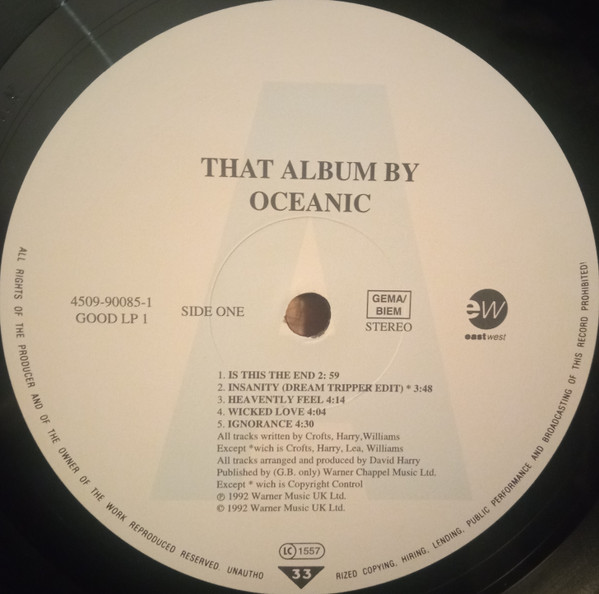 THAT ALBUM BY
OCEANIC
4509-90085-1
GOOD LP 1
SIDE ONE
GEMA/
BIEM
STEREO
ew
eastwest
1. IS THIS THE END 2: 59
2. INSANITY (DREAM TRIPPER EDIT) * 3:48
3. HEAVENTLY FEEL 4:14
4. WICKED LOVE 4:04
5. IGNORANCE 4:30
All tracks written by Crofts, Harry,Williams
Except *wich is Crofts, Harry, Lea, Williams
All tracks arranged and produced by David Harry
Published by (G.B. only) Warner Chappel Music Ltd.
Except * wich is Copyright Control
℗ 1992 Warner Music UK Ltd.
© 1992 Warner Music UK Ltd.
LC 1557
33
ALL RIGHTS OF THE PRODUCER AND OF THE OWNER OF THE WORK REPRODUCED RESERVED. UNAUTHO
RIZED COPYING, HIRING, LENDING, PUBLIC PERFORMANCE AND BROADCASTING OF THIS RECORD PROHIBITED!